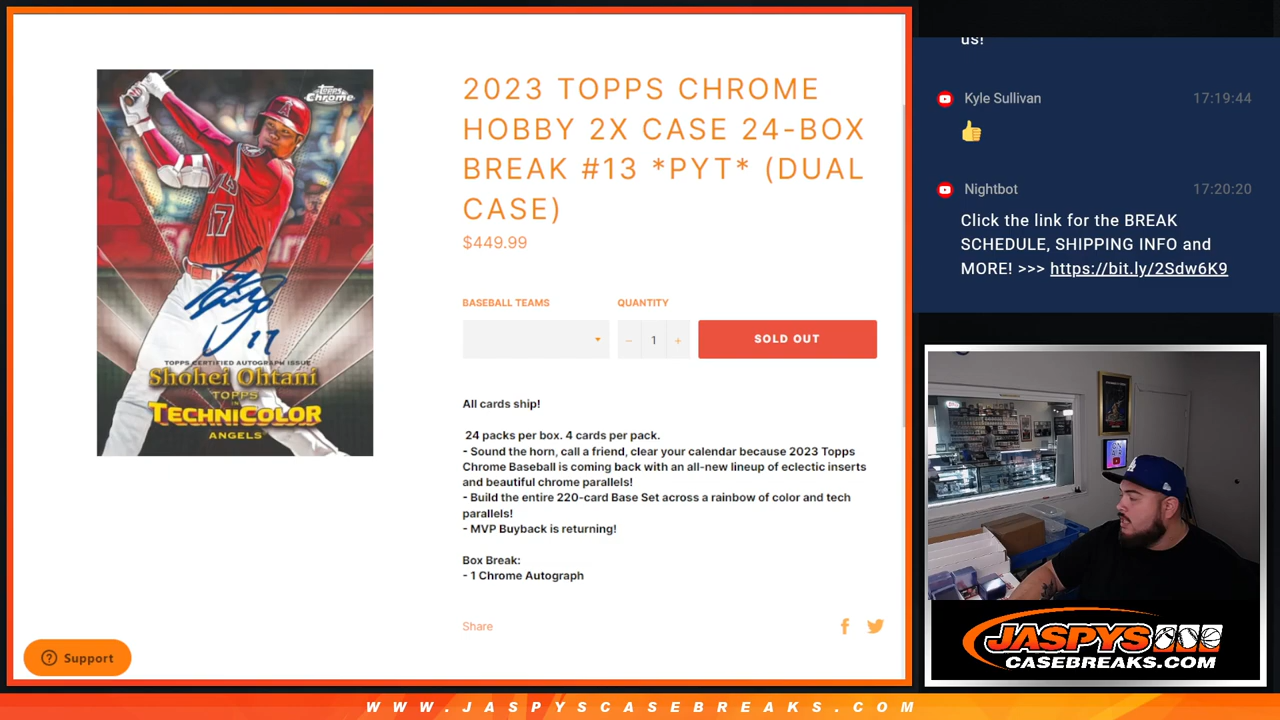 us!
Kyle Sullivan 17:19:44
Nightbot 17:20:20
Click the link for the BREAK
SCHEDULE, SHIPPING INFO and
MORE! >>> https://bit.ly/2Sdw6K9
Topps
Chrome
A
17
17
TOPPS CERTIFIED AUTOGRAPH ISSUE
Shohei Ohtani
TOPPS
IN
TECHNICOLOR
ANGELS
2023 TOPPS CHROME
HOBBY 2X CASE 24-BOX
BREAK #13 *PYT* (DUAL
CASE)
$449.99
BASEBALL TEAMS QUANTITY
− 1 + SOLD OUT
All cards ship!
24 packs per box. 4 cards per pack.
- Sound the horn, call a friend, clear your calendar because 2023 Topps
Chrome Baseball is coming back with an all-new lineup of eclectic inserts
and beautiful chrome parallels!
- Build the entire 220-card Base Set across a rainbow of color and tech
parallels!
- MVP Buyback is returning!
Box Break:
- 1 Chrome Autograph
Share
Support
JASPYS
CASEBREAKS.COM
WWW.JASPYSCASEBREAKS.COM